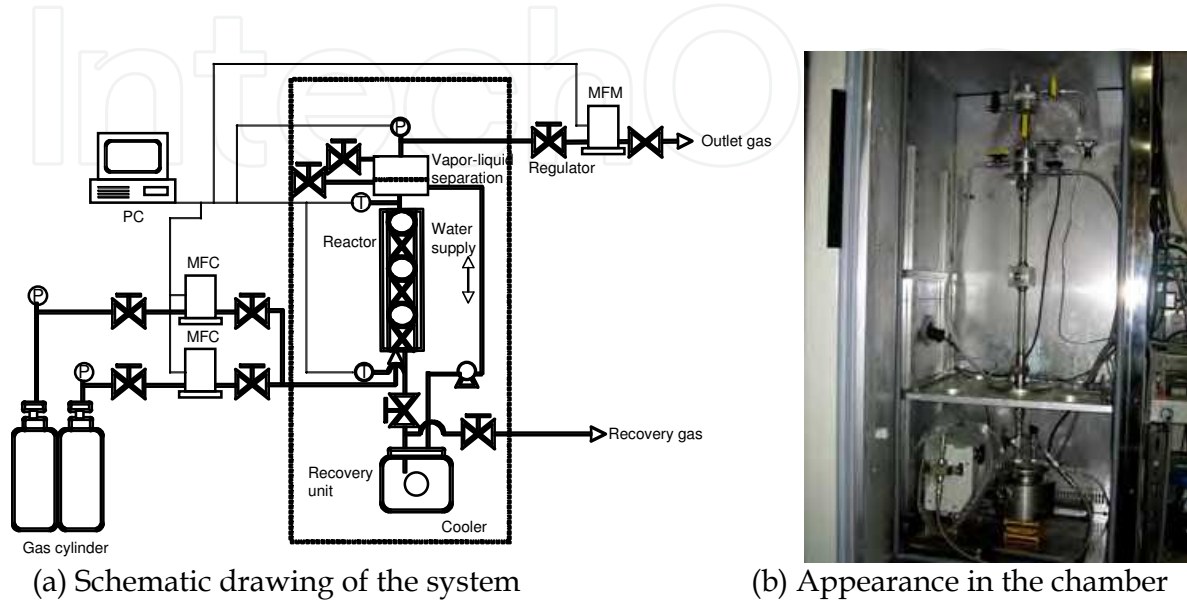 IntechO
MFM
P
Outlet gas
Vapor-liquid
separation
Regulator
PC
T
Reactor
Water
supply
MFC
P
MFC
P
T
Recovery gas
Recovery
unit
Cooler
Gas cylinder
(a) Schematic drawing of the system
(b) Appearance in the chamber